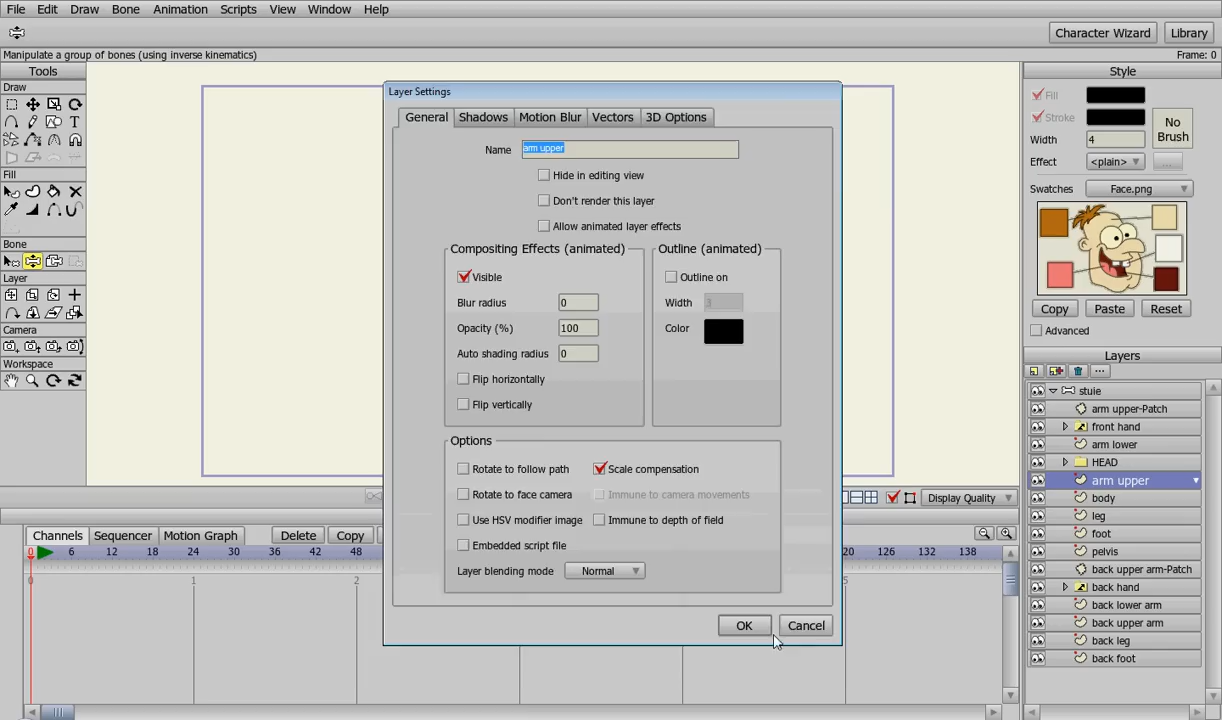 File Edit Draw Bone Animation Scripts View Window Help
Character Wizard Library
Manipulate a group of bones (using inverse kinematics) Frame: 0
Tools
Draw
T
Fill
Bone
Layer
Camera
Workspace
Layer Settings
General Shadows Motion Blur Vectors 3D Options
Name arm upper
Hide in editing view
Don't render this layer
Allow animated layer effects
Compositing Effects (animated)
Visible
Blur radius 0
Opacity (%) 100
Auto shading radius 0
Flip horizontally
Flip vertically
Outline (animated)
Outline on
Width 3
Color
Options
Rotate to follow path Scale compensation
Rotate to face camera Immune to camera movements
Use HSV modifier image Immune to depth of field
Embedded script file
Layer blending mode Normal
OK Cancel
Style
Fill
Stroke
No
Brush
Width 4
Effect <plain> ...
Swatches Face.png
Copy Paste Reset
Advanced
Layers
...
stuie
arm upper-Patch
front hand
arm lower
HEAD
arm upper
body
leg
foot
pelvis
back upper arm-Patch
back hand
back lower arm
back upper arm
back leg
back foot
Display Quality
Channels Sequencer Motion Graph Delete Copy
0 6 12 18 24 30 36 42 48 20 126 132 138
0 1 2 5